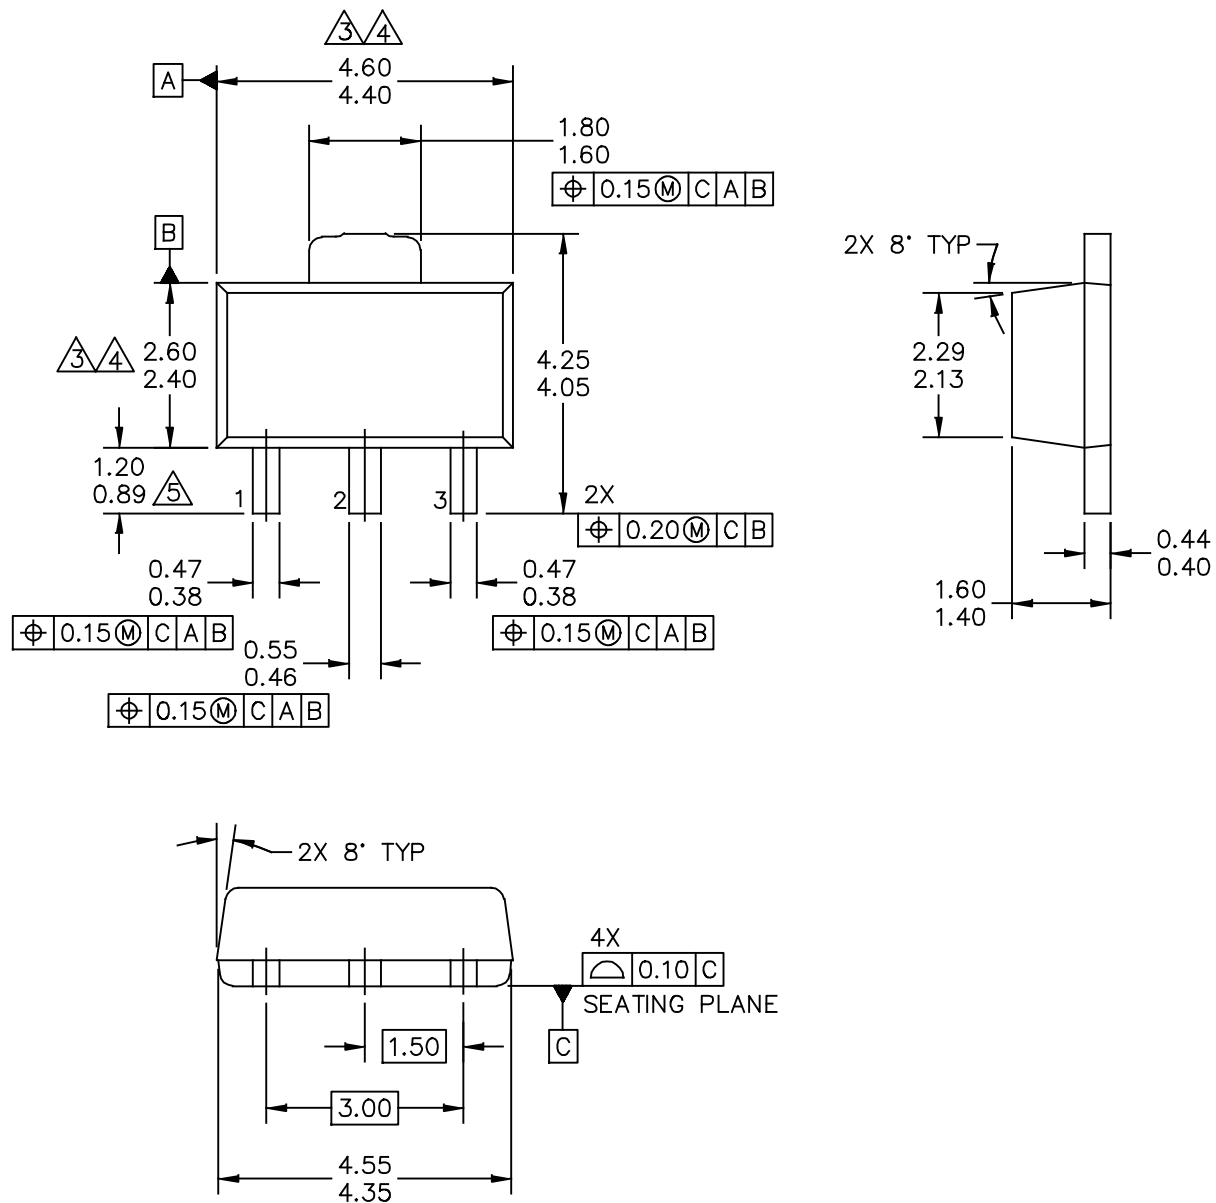 3 4
4.60
4.40
A
1.80
1.60
⌖ 0.15 Ⓜ C A B
B
2X 8° TYP
3 4
2.60
2.40
4.25
4.05
2.29
2.13
1.20
0.89 5
1
2
3
2X
⌖ 0.20 Ⓜ C B
0.47
0.38
⌖ 0.15 Ⓜ C A B
0.47
0.38
⌖ 0.15 Ⓜ C A B
0.44
0.40
1.60
1.40
0.55
0.46
⌖ 0.15 Ⓜ C A B
2X 8° TYP
4X
⌓ 0.10 C
SEATING PLANE
C
1.50
3.00
4.55
4.35